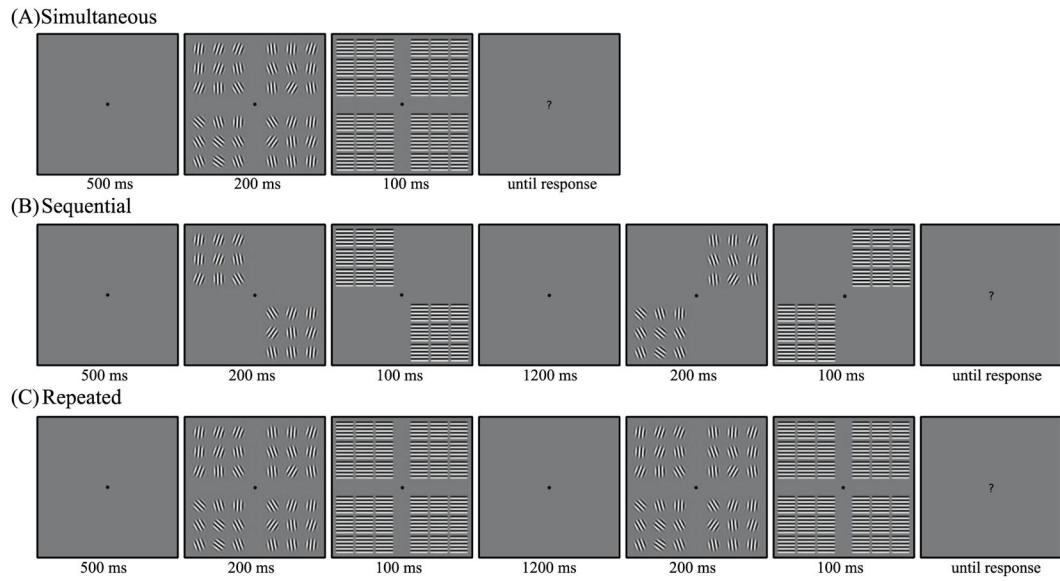 (A) Simultaneous
?
500 ms 200 ms 100 ms until response
(B) Sequential
?
500 ms 200 ms 100 ms 1200 ms 200 ms 100 ms until response
(C) Repeated
?
500 ms 200 ms 100 ms 1200 ms 200 ms 100 ms until response